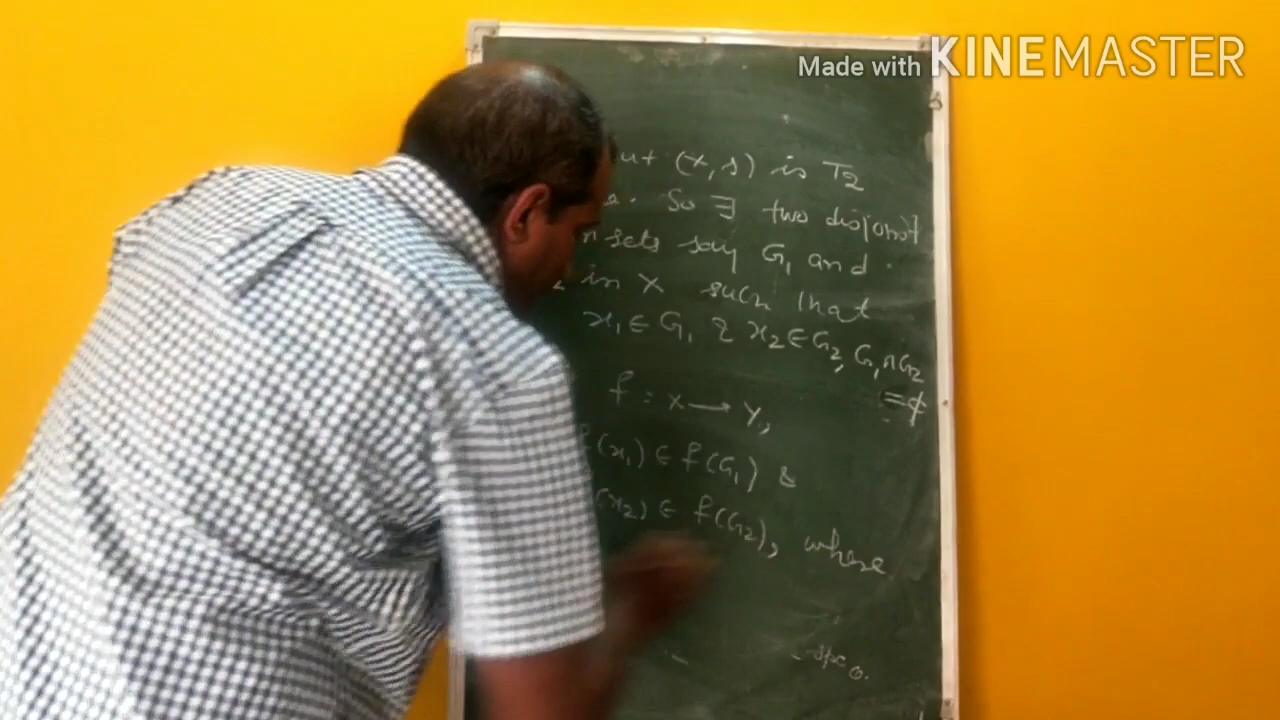 Made with KINEMASTER
ut (X, s) is T2
. So ∃ two disjoint
n sets say G1 and
in X such that
x1 ∈ G1 & x2 ∈ G2, G1 ∩ G2
= ϕ
f : X → Y,
f(x1) ∈ f(G1) &
(x2) ∈ f(G2), where